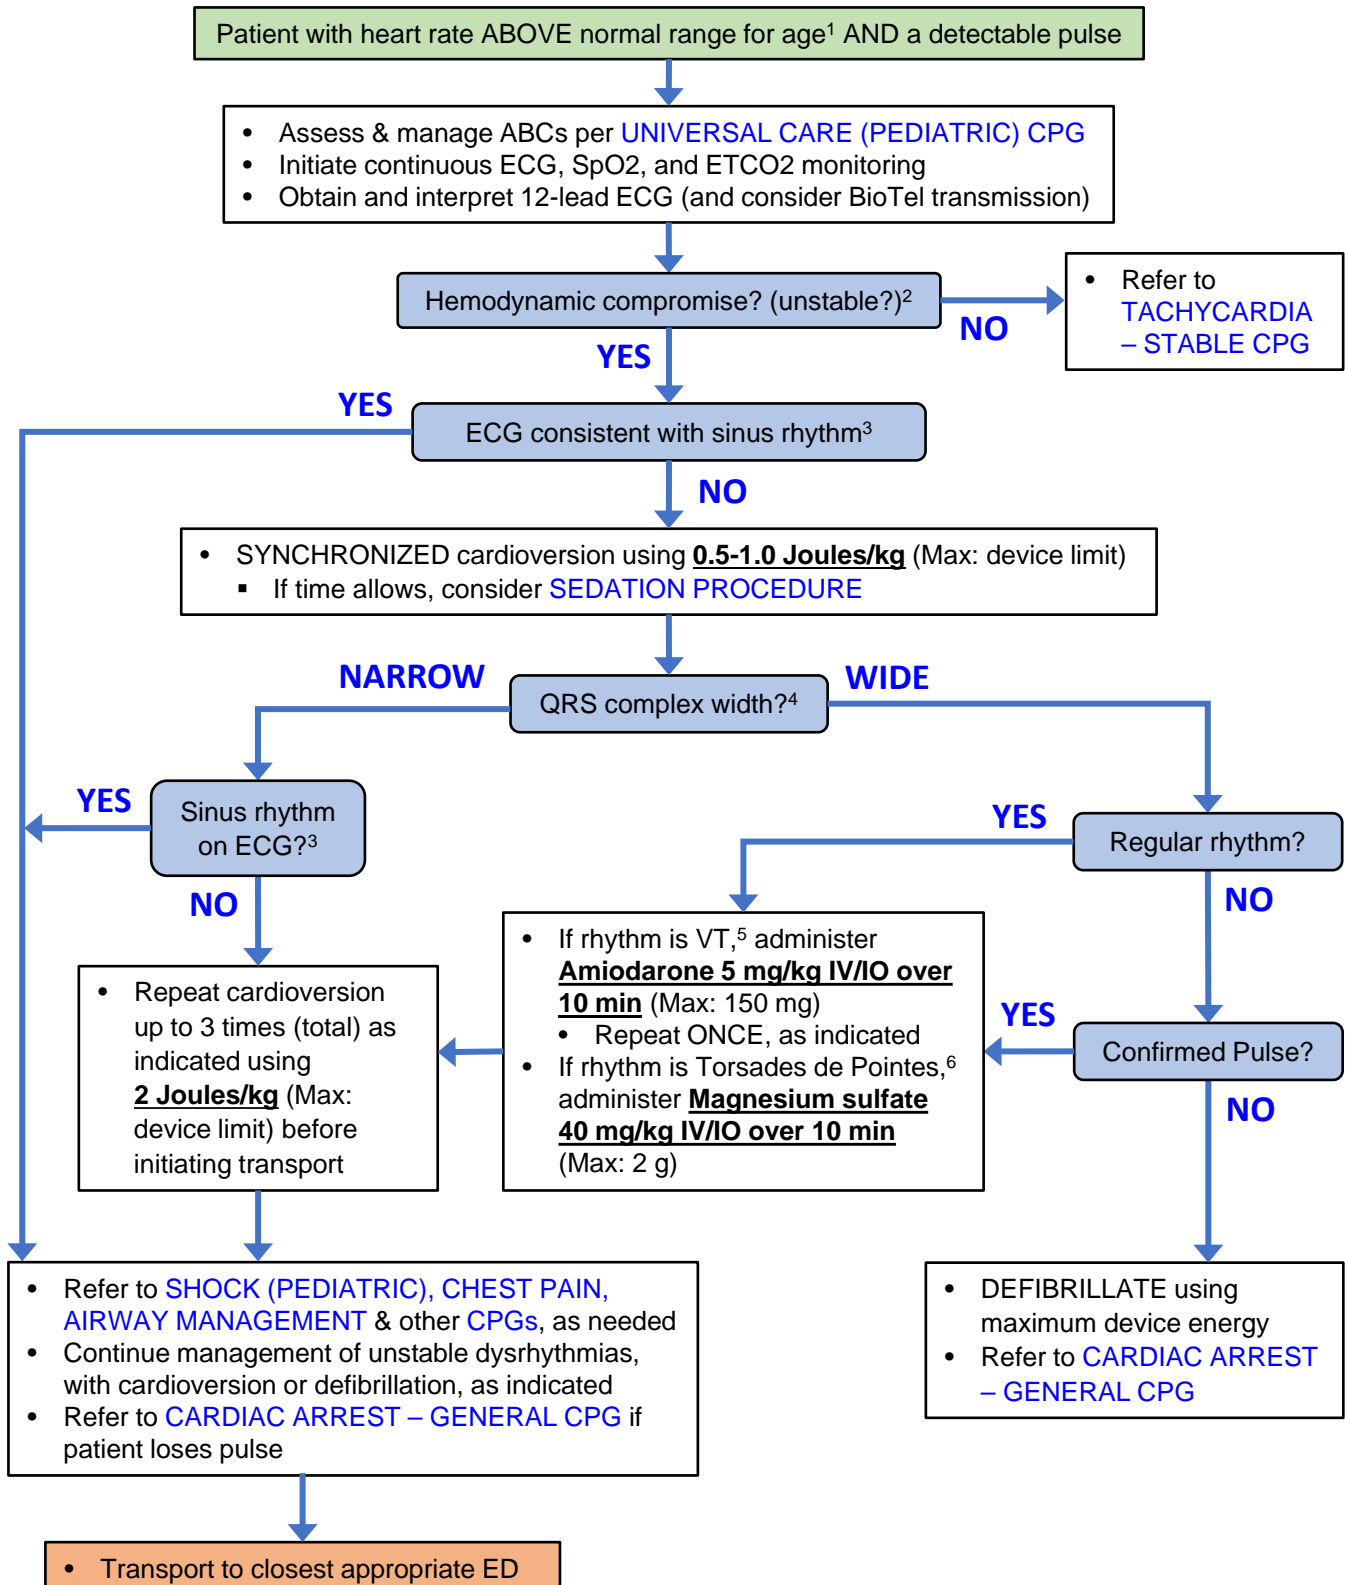 Patient with heart rate ABOVE normal range for age¹ AND a detectable pulse
• Assess & manage ABCs per UNIVERSAL CARE (PEDIATRIC) CPG
• Initiate continuous ECG, SpO2, and ETCO2 monitoring
• Obtain and interpret 12-lead ECG (and consider BioTel transmission)
Hemodynamic compromise? (unstable?)²
NO
• Refer to
TACHYCARDIA
– STABLE CPG
YES
YES
ECG consistent with sinus rhythm³
NO
• SYNCHRONIZED cardioversion using 0.5-1.0 Joules/kg (Max: device limit)
▪ If time allows, consider SEDATION PROCEDURE
NARROW
QRS complex width?⁴
WIDE
YES
Sinus rhythm
on ECG?³
NO
YES
Regular rhythm?
NO
• Repeat cardioversion
up to 3 times (total) as
indicated using
2 Joules/kg (Max:
device limit) before
initiating transport
• If rhythm is VT,⁵ administer
Amiodarone 5 mg/kg IV/IO over
10 min (Max: 150 mg)
• Repeat ONCE, as indicated
• If rhythm is Torsades de Pointes,⁶
administer Magnesium sulfate
40 mg/kg IV/IO over 10 min
(Max: 2 g)
YES
Confirmed Pulse?
NO
• Refer to SHOCK (PEDIATRIC), CHEST PAIN,
AIRWAY MANAGEMENT & other CPGs, as needed
• Continue management of unstable dysrhythmias,
with cardioversion or defibrillation, as indicated
• Refer to CARDIAC ARREST – GENERAL CPG if
patient loses pulse
• DEFIBRILLATE using
maximum device energy
• Refer to CARDIAC ARREST
– GENERAL CPG
• Transport to closest appropriate ED